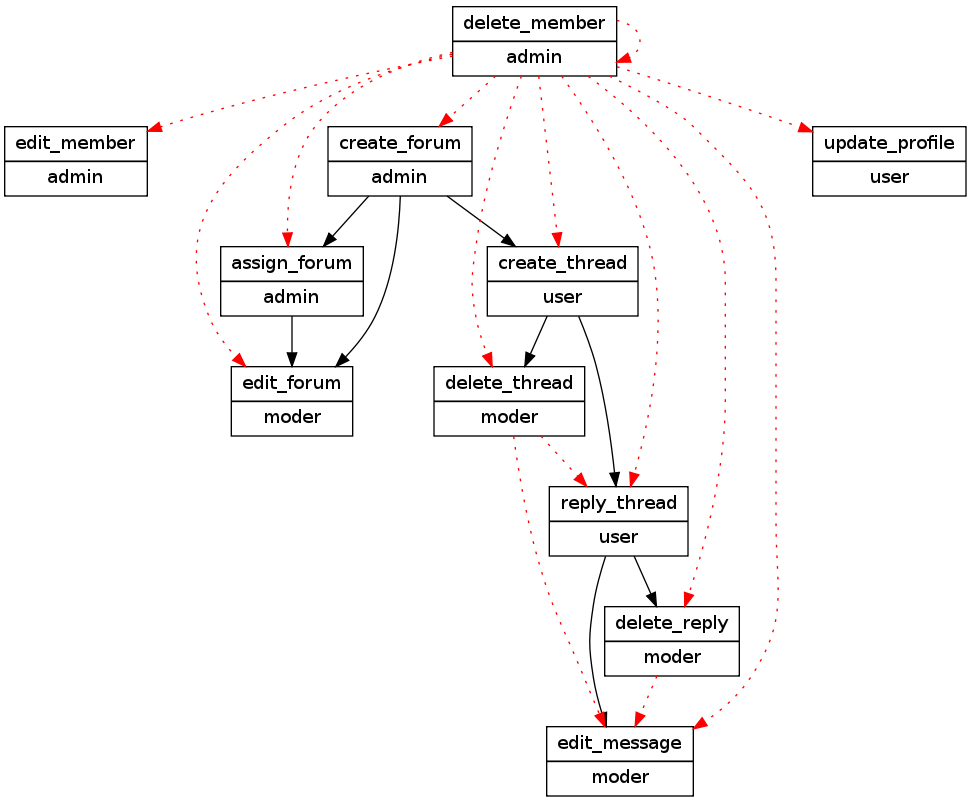 delete_member
admin
edit_member
admin
create_forum
admin
update_profile
user
assign_forum
admin
create_thread
user
edit_forum
moder
delete_thread
moder
reply_thread
user
delete_reply
moder
edit_message
moder